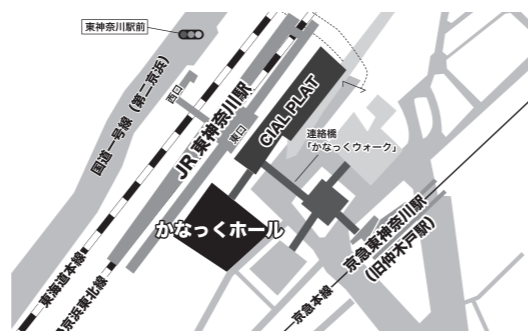 東神奈川駅前
国道一号線（第二京浜）
西口
JR東神奈川駅
東口
CIAL PLAT
連絡橋
「かなっくウォーク」
かなっくホール
京急東神奈川駅
（旧仲木戸駅）
東海道本線
京浜東北線
京急本線